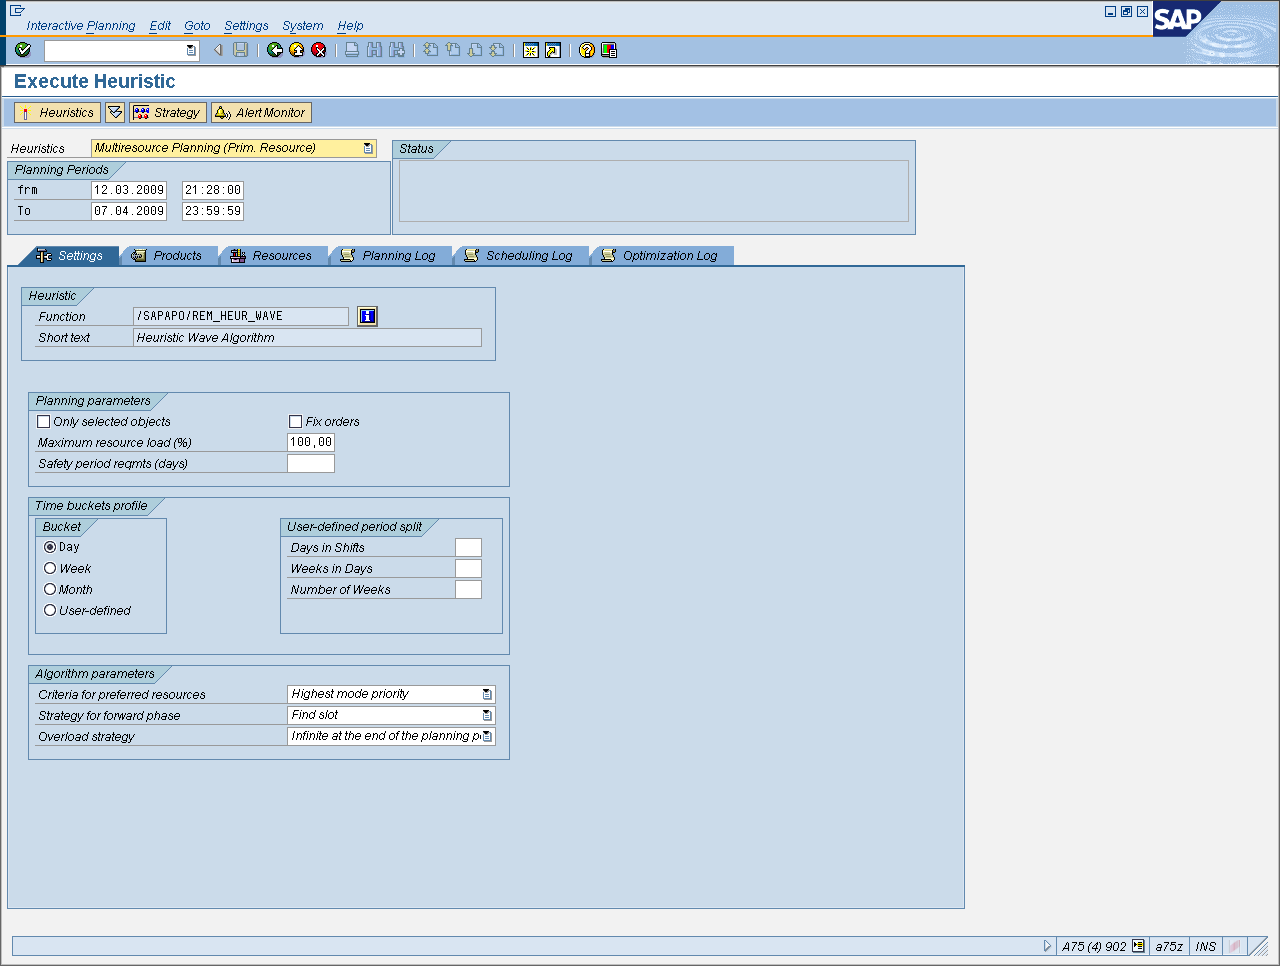 Interactive Planning Edit Goto Settings System Help
SAP
Execute Heuristic
Heuristics Strategy Alert Monitor
Heuristics Multiresource Planning (Prim. Resource)
Status
Planning Periods
frm 12.03.2009 21:28:00
To 07.04.2009 23:59:59
Settings Products Resources Planning Log Scheduling Log Optimization Log
Heuristic
Function /SAPAPO/REM_HEUR_WAVE
Short text Heuristic Wave Algorithm
Planning parameters
Only selected objects Fix orders
Maximum resource load (%) 100,00
Safety period reqmts (days)
Time buckets profile
Bucket User-defined period split
Day Days in Shifts
Week Weeks in Days
Month Number of Weeks
User-defined
Algorithm parameters
Criteria for preferred resources Highest mode priority
Strategy for forward phase Find slot
Overload strategy Infinite at the end of the planning p
A75 (4) 902 a75z INS